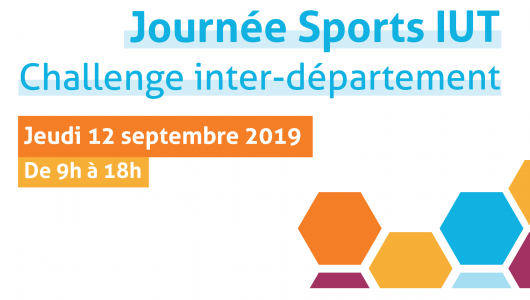 Journée Sports IUT
Challenge inter-département
Jeudi 12 septembre 2019
De 9h à 18h